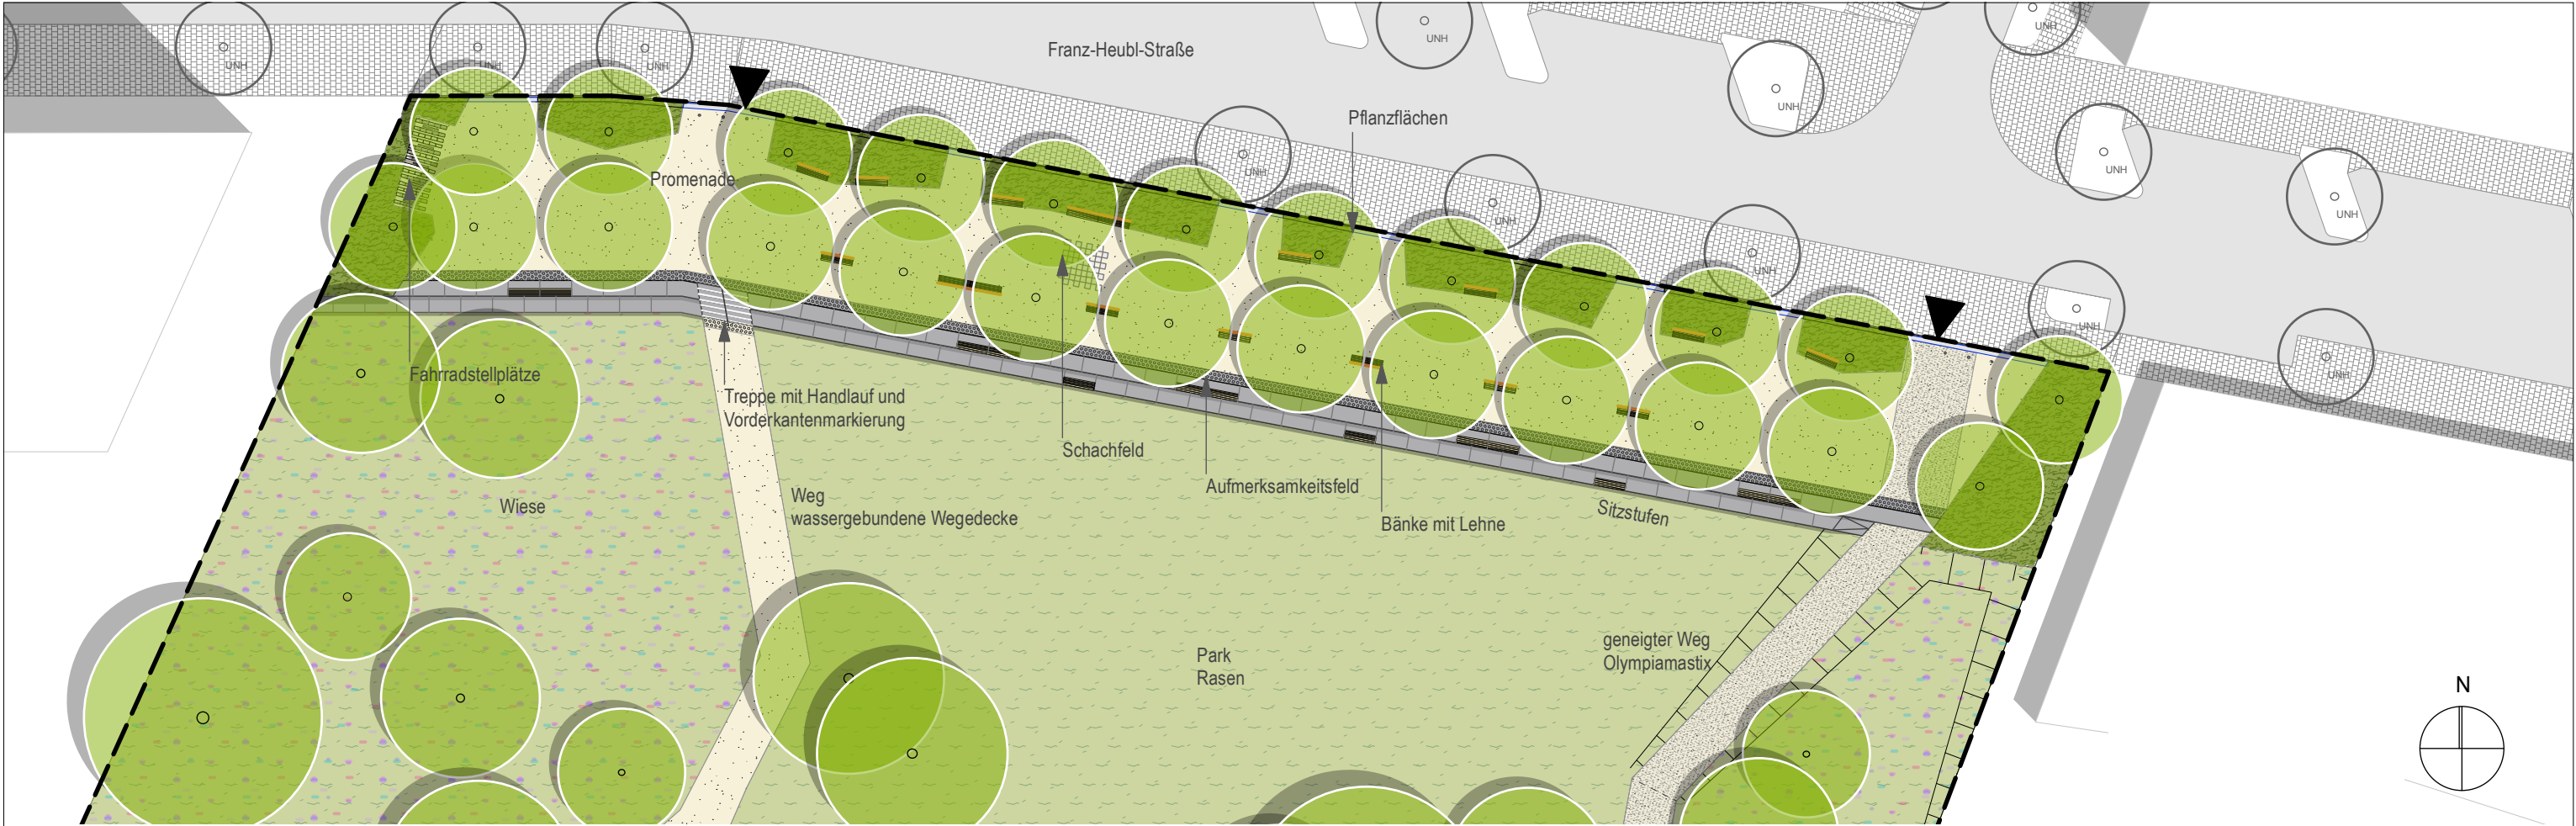 UNH
UNH
UNH
UNH
UNH
Franz-Heubl-Straße
UNH
Pflanzflächen
UNH
UNH
Promenade
UNH
UNH
UNH
UNH
UNH
Fahrradstellplätze
Treppe mit Handlauf und
Vorderkantenmarkierung
Schachfeld
Aufmerksamkeitsfeld
Bänke mit Lehne
Sitzstufen
Weg
wassergebundene Wegedecke
Wiese
geneigter Weg
Olympiamastix
Park
Rasen
N